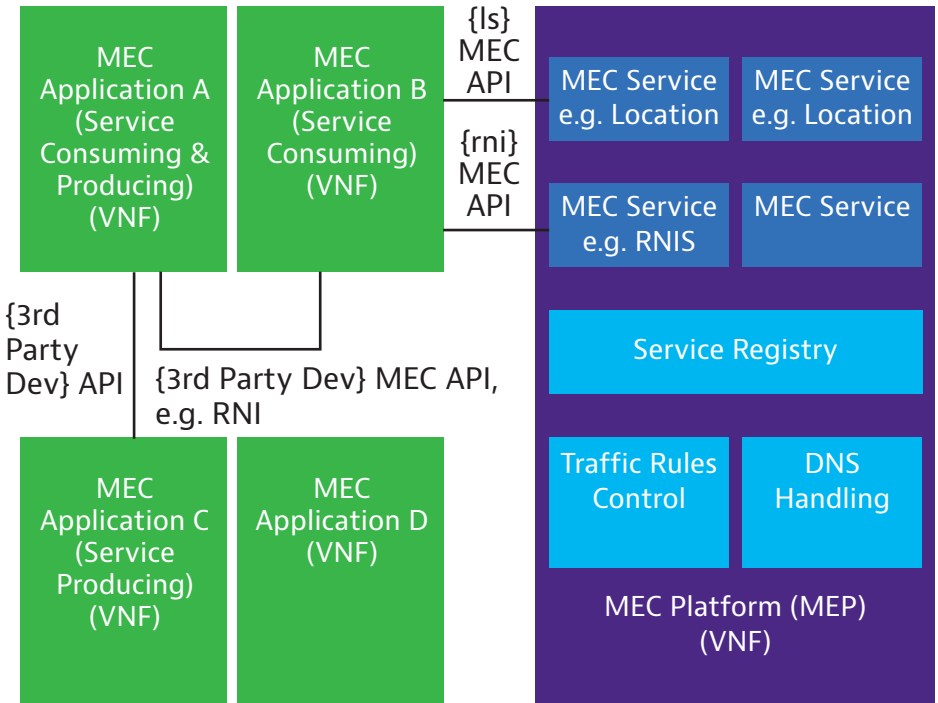 MEC
Application A
(Service
Consuming &
Producing)
(VNF)
MEC
Application B
(Service
Consuming)
(VNF)
{ls}
MEC
API
{rni}
MEC
API
MEC Service
e.g. Location
MEC Service
e.g. Location
MEC Service
e.g. RNIS
MEC Service
Service Registry
{3rd
Party
Dev} API
{3rd Party Dev} MEC API,
e.g. RNI
MEC
Application C
(Service
Producing)
(VNF)
MEC
Application D
(VNF)
Traffic Rules
Control
DNS
Handling
MEC Platform (MEP)
(VNF)